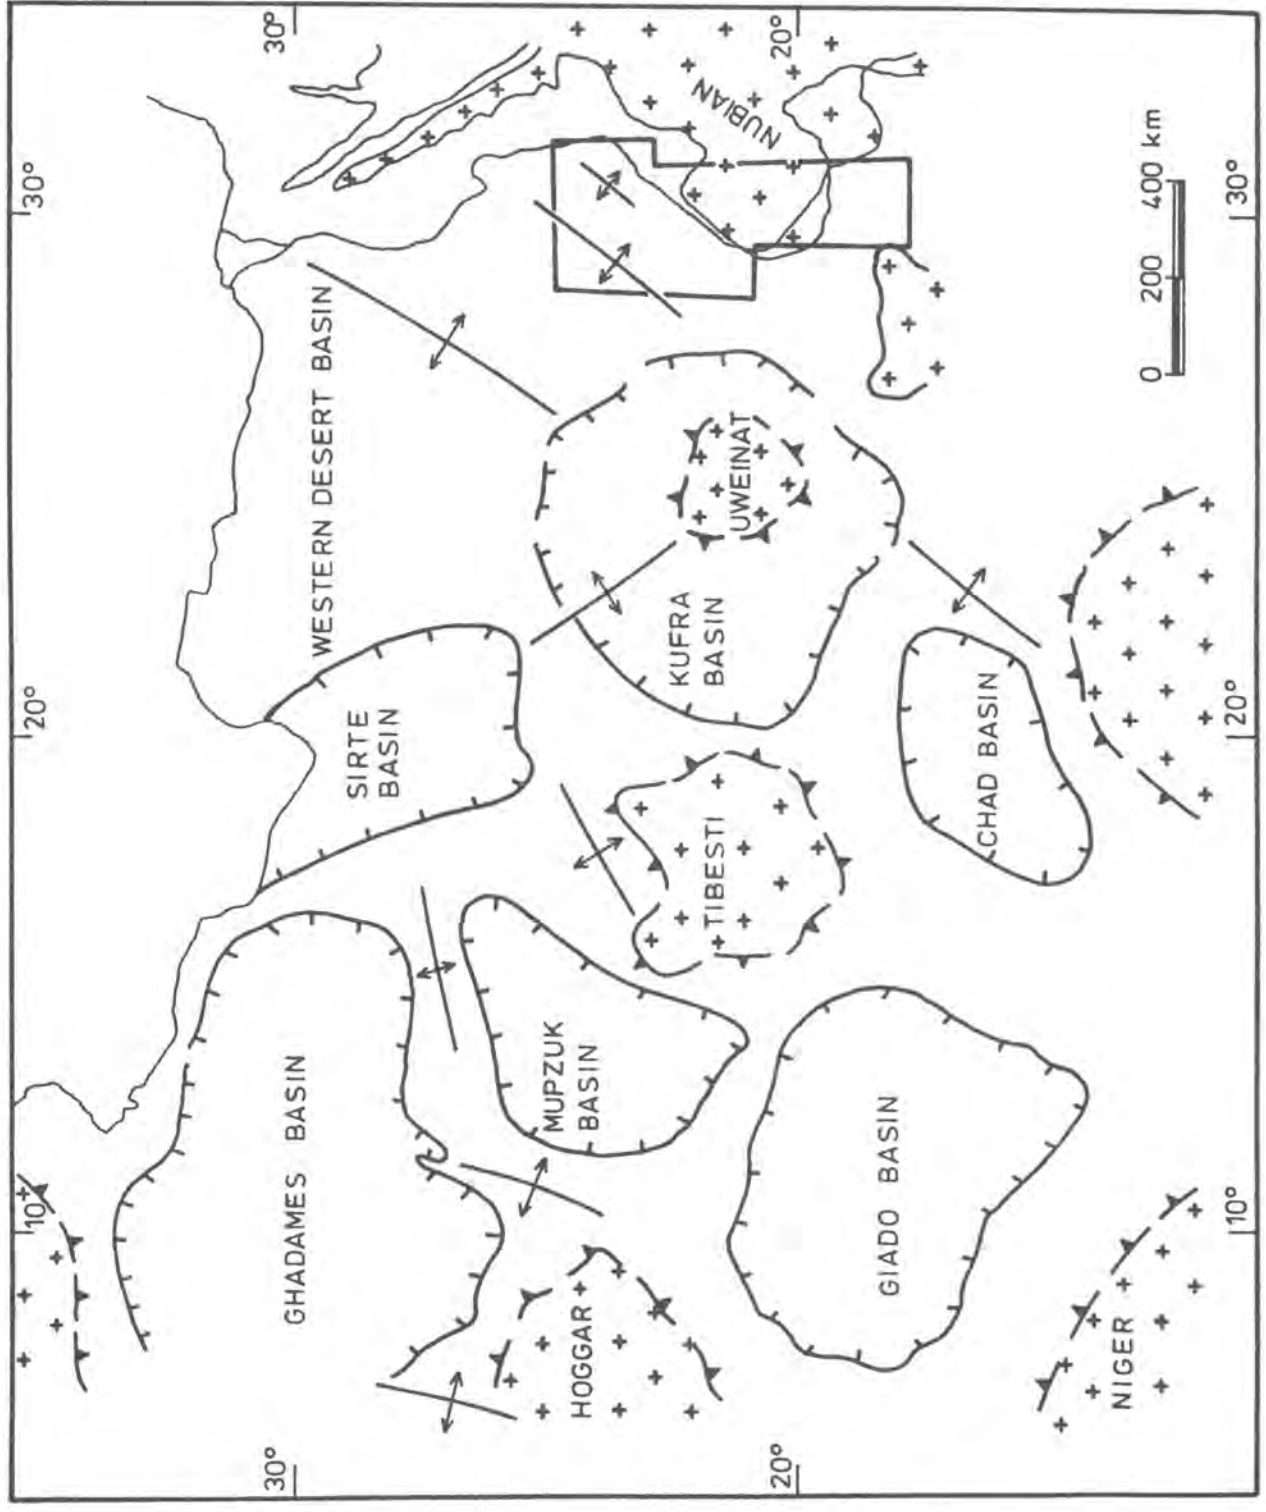 10°
20°
30°
30°
30°
GHADAMES BASIN
SIRTE
BASIN
WESTERN DESERT BASIN
MUPZUK
BASIN
HOGGAR
TIBESTI
KUFRA
BASIN
UWEINAT
NUBIAN
20°
20°
GIADO BASIN
CHAD BASIN
NIGER
0 200 400 km
10°
20°
30°